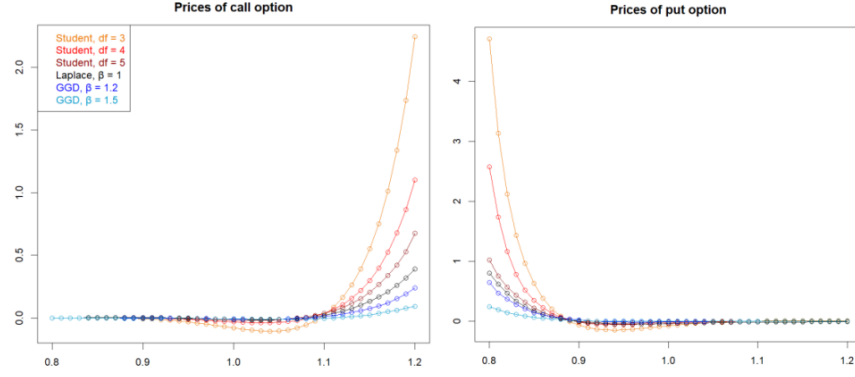 Prices of call option
Student, df = 3
Student, df = 4
Student, df = 5
Laplace, β = 1
GGD, β = 1.2
GGD, β = 1.5
2.0
1.5
1.0
0.5
0.0
0.8
0.9
1.0
1.1
1.2
Prices of put option
4
3
2
1
0
0.8
0.9
1.0
1.1
1.2